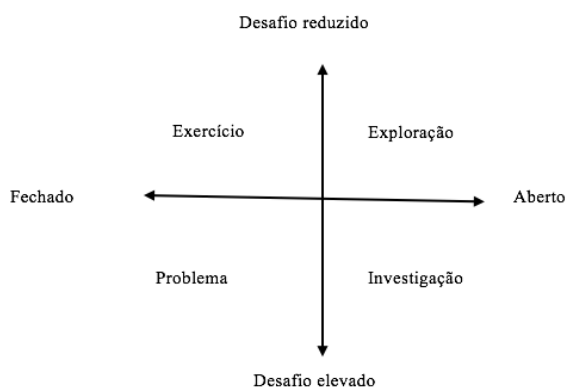 Desafio reduzido
Exercício
Exploração
Fechado
Aberto
Problema
Investigação
Desafio elevado